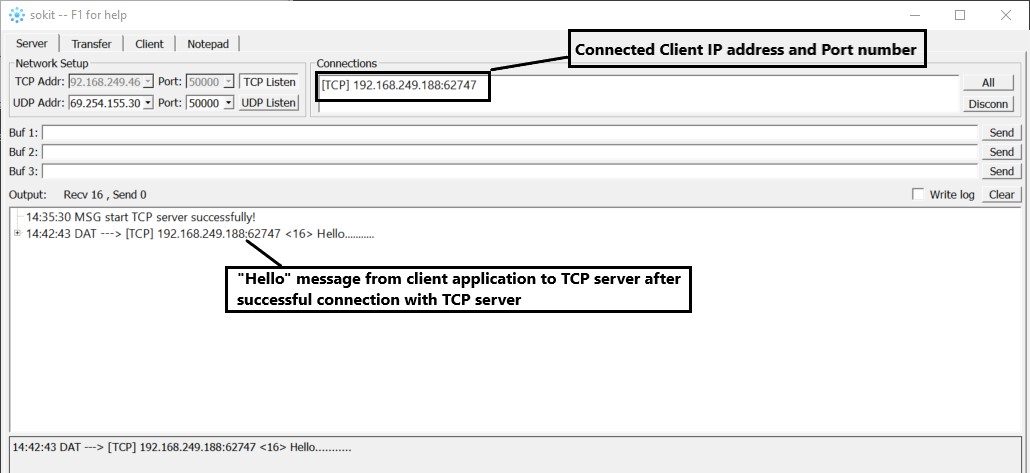 sokit -- F1 for help
Server Transfer Client Notepad
Connected Client IP address and Port number
Network Setup
Connections
TCP Addr: 92.168.249.46 Port: 50000 TCP Listen
[TCP] 192.168.249.188:62747
All
UDP Addr: 69.254.155.30 Port: 50000 UDP Listen
Disconn
Buf 1: Send
Buf 2: Send
Buf 3: Send
Output: Recv 16 , Send 0 Write log Clear
14:35:30 MSG start TCP server successfully!
14:42:43 DAT ---> [TCP] 192.168.249.188:62747 <16> Hello...........
"Hello" message from client application to TCP server after
successful connection with TCP server
14:42:43 DAT ---> [TCP] 192.168.249.188:62747 <16> Hello...........